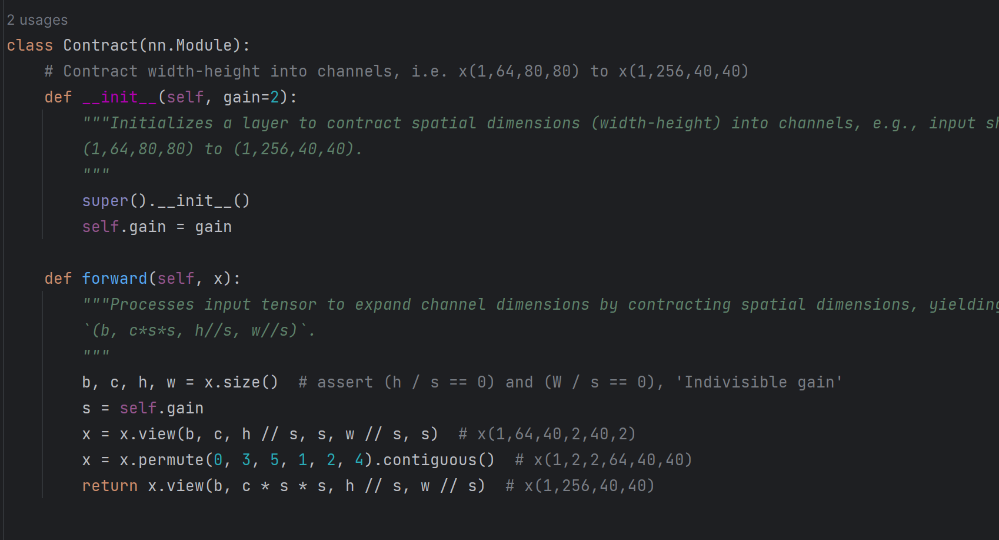 2 usages
class Contract(nn.Module):
# Contract width-height into channels, i.e. x(1,64,80,80) to x(1,256,40,40)
def __init__(self, gain=2):
"""Initializes a layer to contract spatial dimensions (width-height) into channels, e.g., input
(1,64,80,80) to (1,256,40,40).
"""
super().__init__()
self.gain = gain
def forward(self, x):
"""Processes input tensor to expand channel dimensions by contracting spatial dimensions, yielding
`(b, c*s*s, h//s, w//s)`.
"""
b, c, h, w = x.size()  # assert (h / s == 0) and (W / s == 0), 'Indivisible gain'
s = self.gain
x = x.view(b, c, h // s, s, w // s, s)  # x(1,64,40,2,40,2)
x = x.permute(0, 3, 5, 1, 2, 4).contiguous()  # x(1,2,2,64,40,40)
return x.view(b, c * s * s, h // s, w // s)  # x(1,256,40,40)